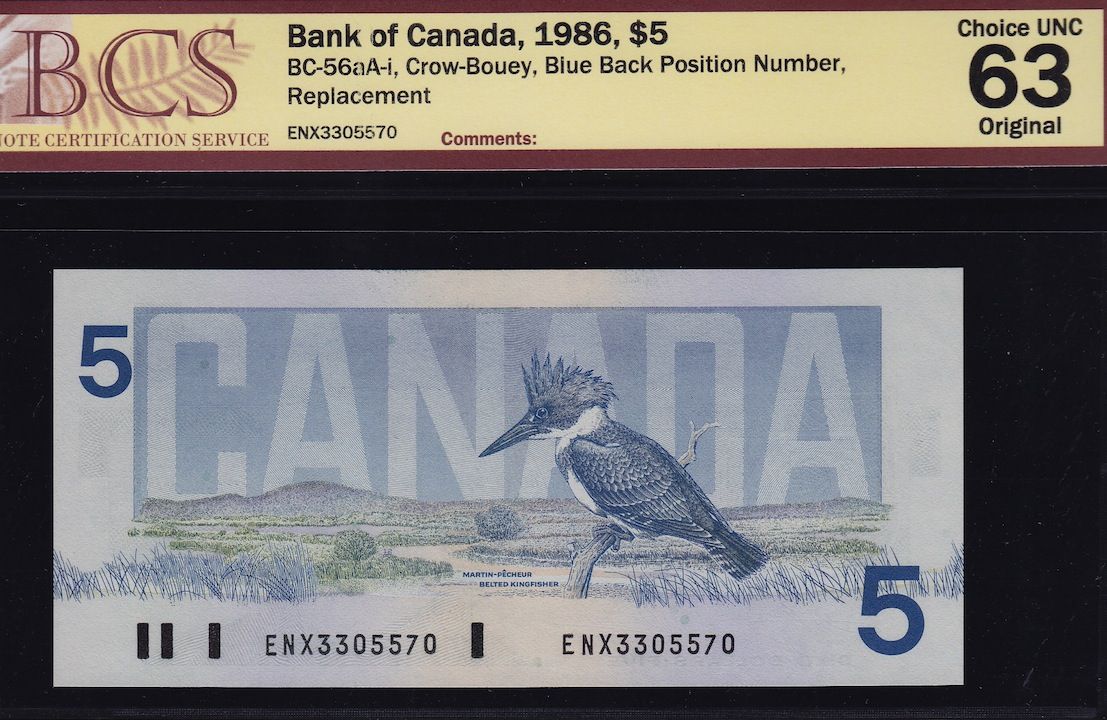 BCS
NOTE CERTIFICATION SERVICE
Bank of Canada, 1986, $5
BC-56aA-i, Crow-Bouey, Blue Back Position Number,
Replacement
ENX3305570
Comments:
Choice UNC
63
Original
5
CANADA
MARTIN-PÊCHEUR
BELTED KINGFISHER
ENX3305570
ENX3305570
5